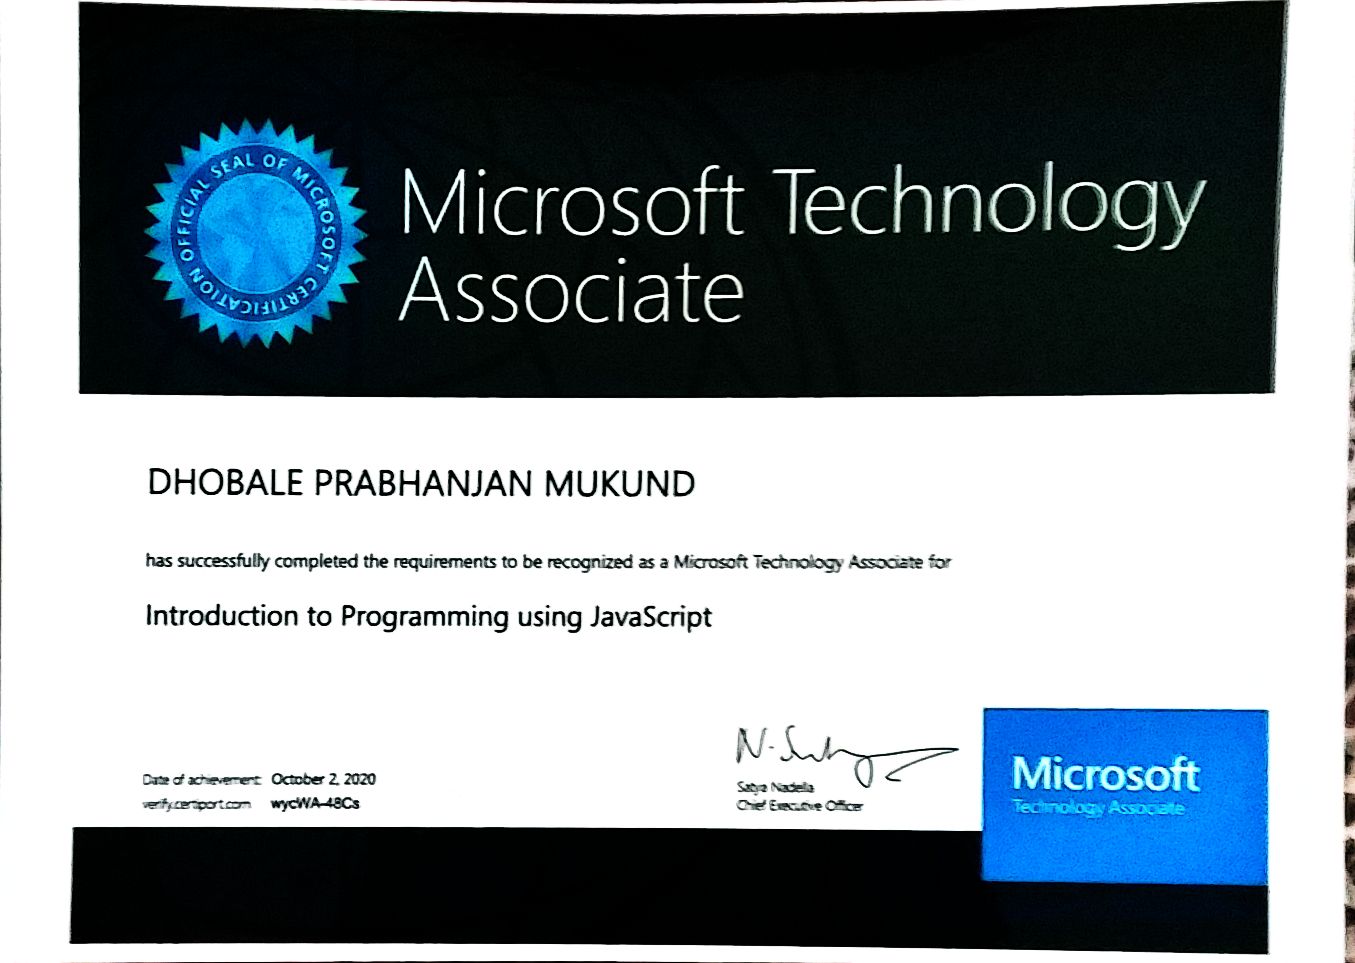 OFFICIAL SEAL OF MICROSOFT CERTIFICATION
Microsoft Technology
Associate
DHOBALE PRABHANJAN MUKUND
has successfully completed the requirements to be recognized as a Microsoft Technology Associate for
Introduction to Programming using JavaScript
Date of achievement: October 2, 2020
verify.certiport.com wycWA-48Cs
N. Satya
Satya Nadella
Chief Executive Officer
Microsoft
Technology Associate